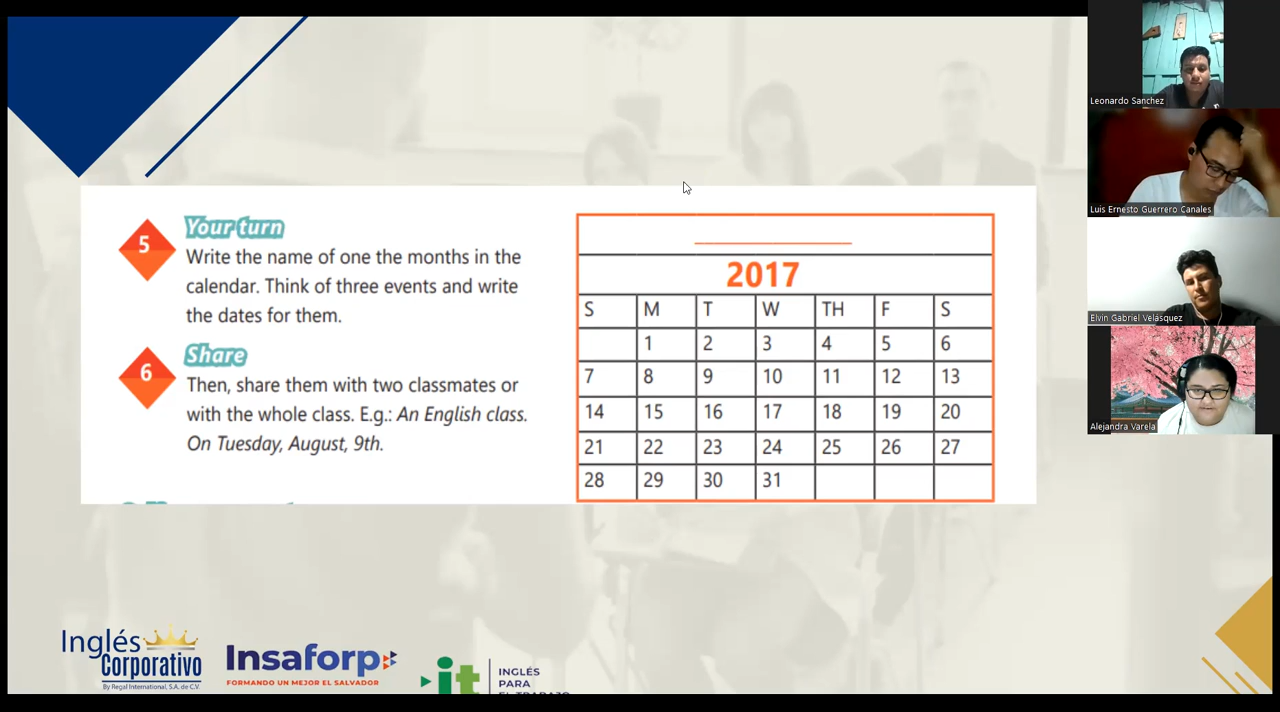 5 Your turn
Write the name of one the months in the
calendar. Think of three events and write
the dates for them.
6 Share
Then, share them with two classmates or
with the whole class. E.g.: An English class.
On Tuesday, August, 9th.
2017
S M T W TH F S
1 2 3 4 5 6
7 8 9 10 11 12 13
14 15 16 17 18 19 20
21 22 23 24 25 26 27
28 29 30 31
Leonardo Sanchez
Luis Ernesto Guerrero Canales
Elvin Gabriel Velasquez
Alejandra Varela
Inglés
Corporativo
By Regal International, S.A. de C.V.
Insaforp
FORMANDO UN MEJOR EL SALVADOR
it
INGLÉS
PARA
EL TRABAJO